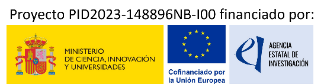 Proyecto PID2023-148896NB-I00 financiado por:
MINISTERIO
DE CIENCIA, INNOVACIÓN
Y UNIVERSIDADES
Cofinanciado por
la Unión Europea
AGENCIA
ESTATAL DE
INVESTIGACIÓN